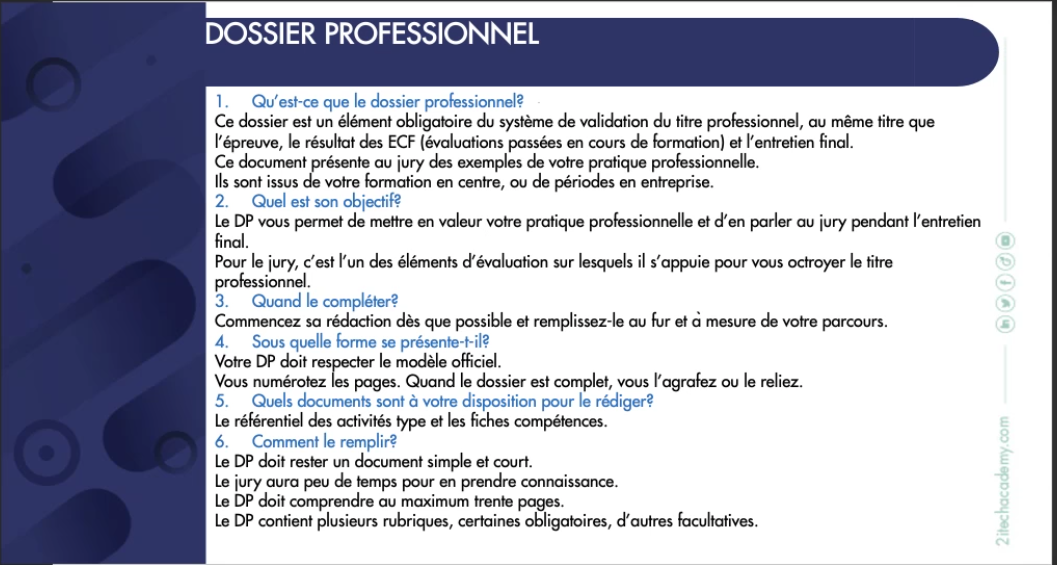 DOSSIER PROFESSIONNEL
1. Qu'est-ce que le dossier professionnel?
Ce dossier est un élément obligatoire du système de validation du titre professionnel, au même titre que
l'épreuve, le résultat des ECF (évaluations passées en cours de formation) et l'entretien final.
Ce document présente au jury des exemples de votre pratique professionnelle.
Ils sont issus de votre formation en centre, ou de périodes en entreprise.
2. Quel est son objectif?
Le DP vous permet de mettre en valeur votre pratique professionnelle et d'en parler au jury pendant l'entretien
final.
Pour le jury, c'est l'un des éléments d'évaluation sur lesquels il s'appuie pour vous octroyer le titre
professionnel.
3. Quand le compléter?
Commencez sa rédaction dès que possible et remplissez-le au fur et à mesure de votre parcours.
4. Sous quelle forme se présente-t-il?
Votre DP doit respecter le modèle officiel.
Vous numérotez les pages. Quand le dossier est complet, vous l'agrafez ou le reliez.
5. Quels documents sont à votre disposition pour le rédiger?
Le référentiel des activités type et les fiches compétences.
6. Comment le remplir?
Le DP doit rester un document simple et court.
Le jury aura peu de temps pour en prendre connaissance.
Le DP doit comprendre au maximum trente pages.
Le DP contient plusieurs rubriques, certaines obligatoires, d'autres facultatives.
2itechacademy.com